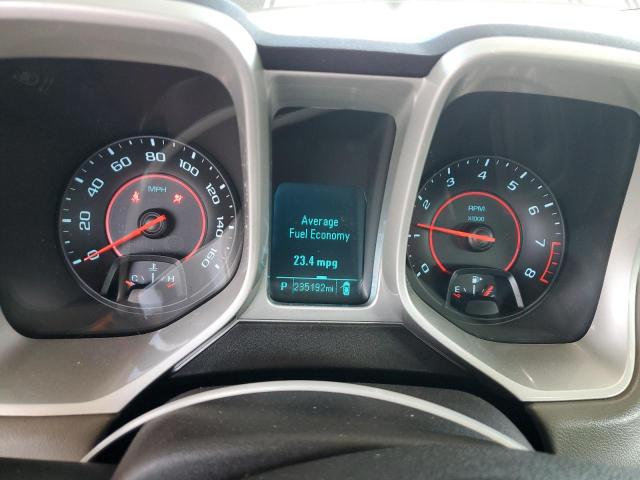 0 20 40 60 80 100 120 140 160
MPH
C H
Average
Fuel Economy
23.4 mpg
P 235192mi
0 1 2 3 4 5 6 7 8
RPM
X1000
E